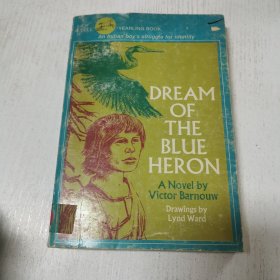 YEARLING BOOK
An Indian boy's struggle for identity
DREAM
OF
THE
BLUE
HERON
A Novel by
Victor Barnouw
Drawings by
Lynd Ward